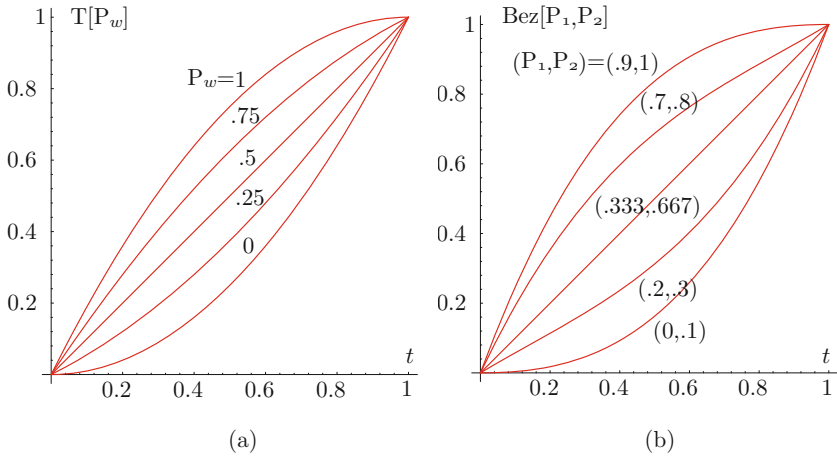 T[P_w]
1
P_w=1
0.8
.75
0.6
.5
0.4
.25
0
0.2
t
0.2 0.4 0.6 0.8 1
(a)
Bez[P₁,P₂]
1
(P₁,P₂)=(.9,1)
0.8
(.7,.8)
0.6
(.333,.667)
0.4
(.2,.3)
0.2
(0,.1)
t
0.2 0.4 0.6 0.8 1
(b)